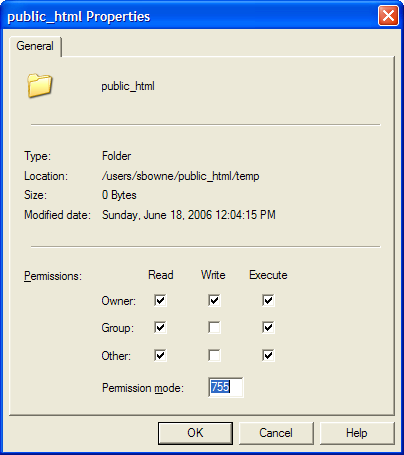 public_html Properties
General
public_html
Type: Folder
Location: /users/sbowne/public_html/temp
Size: 0 Bytes
Modified date: Sunday, June 18, 2006 12:04:15 PM
Permissions: Read Write Execute
Owner:
Group:
Other:
Permission mode: 755
OK Cancel Help